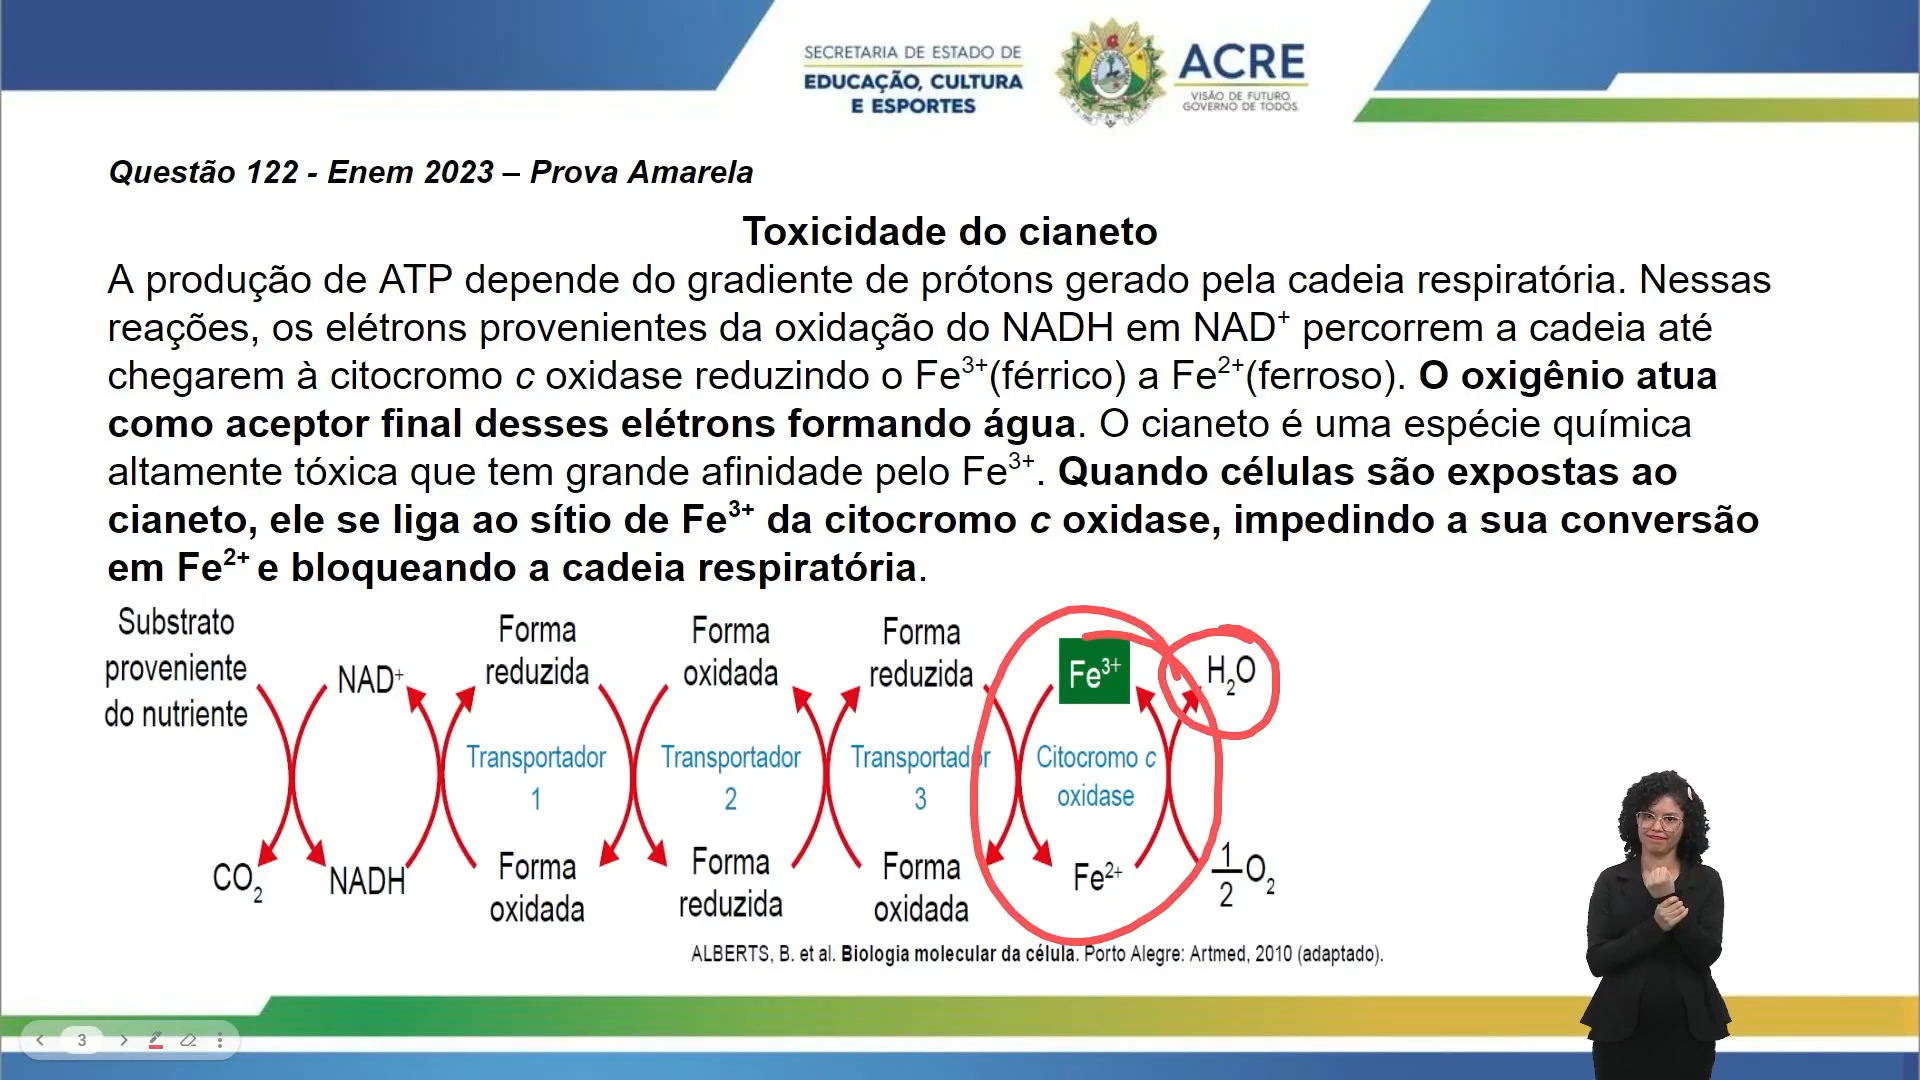 SECRETARIA DE ESTADO DE
EDUCAÇÃO, CULTURA
E ESPORTES
ACRE
VISÃO DE FUTURO
GOVERNO DE TODOS
Questão 122 - Enem 2023 – Prova Amarela
Toxicidade do cianeto
A produção de ATP depende do gradiente de prótons gerado pela cadeia respiratória. Nessas
reações, os elétrons provenientes da oxidação do NADH em NAD⁺ percorrem a cadeia até
chegarem à citocromo c oxidase reduzindo o Fe³⁺(férrico) a Fe²⁺(ferroso). O oxigênio atua
como aceptor final desses elétrons formando água. O cianeto é uma espécie química
altamente tóxica que tem grande afinidade pelo Fe³⁺. Quando células são expostas ao
cianeto, ele se liga ao sítio de Fe³⁺ da citocromo c oxidase, impedindo a sua conversão
em Fe²⁺ e bloqueando a cadeia respiratória.
Substrato
proveniente
do nutriente
NAD⁺
Forma
reduzida
Forma
oxidada
Forma
reduzida
Fe³⁺
H₂O
Transportador
1
Transportador
2
Transportador
3
Citocromo c
oxidase
CO₂
NADH
Forma
oxidada
Forma
reduzida
Forma
oxidada
Fe²⁺
1/2 O₂
ALBERTS, B. et al. Biologia molecular da célula. Porto Alegre: Artmed, 2010 (adaptado).
3